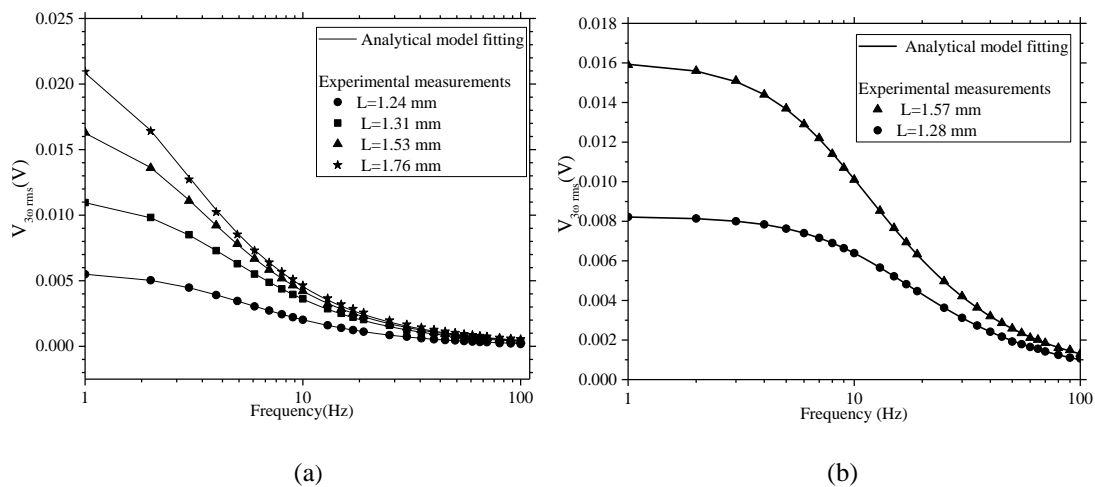 0.025
0.020
0.015
0.010
0.005
0.000
V3ω rms(V)
1 10 100
Frequency(Hz)
Analytical model fitting
Experimental measurements
L=1.24 mm
L=1.31 mm
L=1.53 mm
L=1.76 mm
(a)
0.018
0.016
0.014
0.012
0.010
0.008
0.006
0.004
0.002
0.000
V3ω rms(V)
1 10 100
Frequency (Hz)
Analytical model fitting
Experimental measurements
L=1.57 mm
L=1.28 mm
(b)